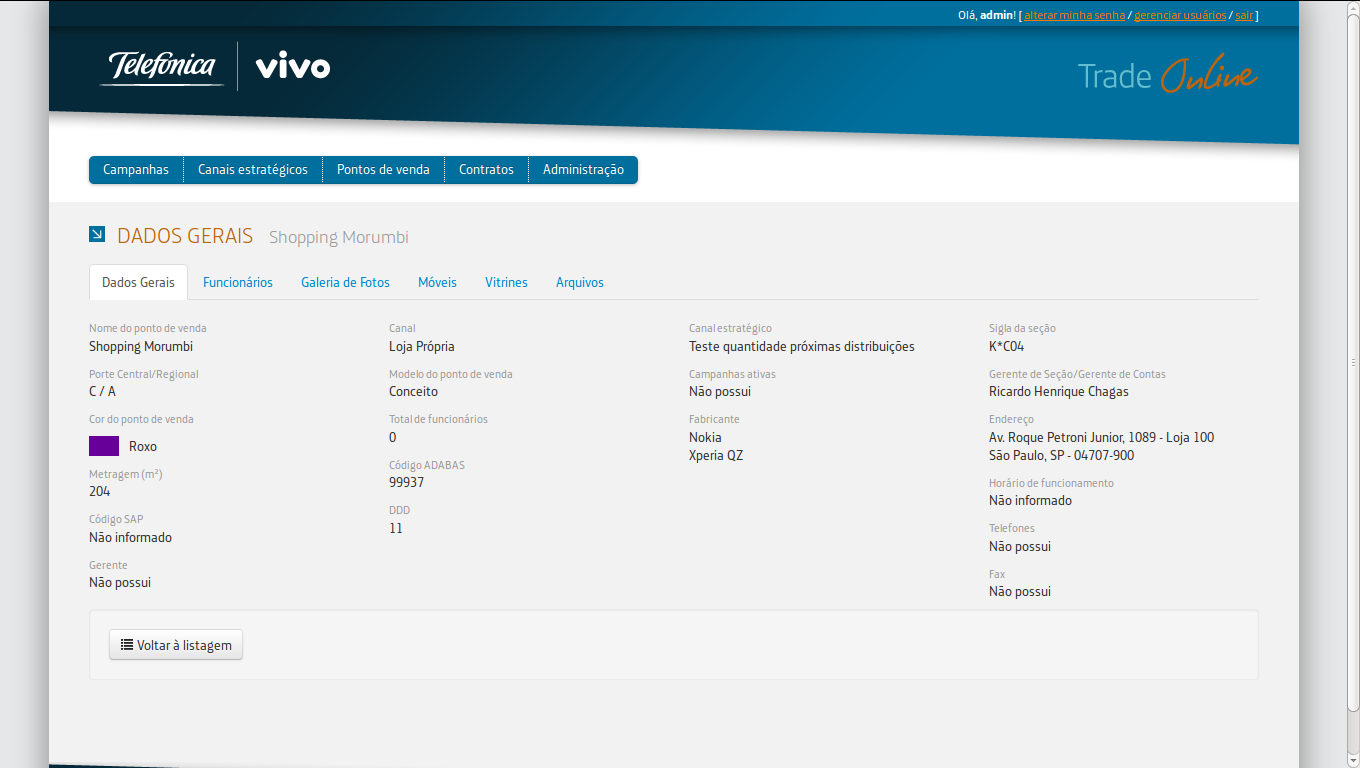 Olá, admin! [ alterar minha senha / gerenciar usuários / sair ]
Telefónica vivo
Trade Online
Campanhas Canais estratégicos Pontos de venda Contratos Administração
DADOS GERAIS Shopping Morumbi
Dados Gerais Funcionários Galeria de Fotos Móveis Vitrines Arquivos
Nome do ponto de venda
Shopping Morumbi
Porte Central/Regional
C / A
Cor do ponto de venda
Roxo
Metragem (m²)
204
Código SAP
Não informado
Gerente
Não possui
Canal
Loja Própria
Modelo do ponto de venda
Conceito
Total de funcionários
0
Código ADABAS
99937
DDD
11
Canal estratégico
Teste quantidade próximas distribuições
Campanhas ativas
Não possui
Fabricante
Nokia
Xperia QZ
Sigla da seção
K*C04
Gerente de Seção/Gerente de Contas
Ricardo Henrique Chagas
Endereço
Av. Roque Petroni Junior, 1089 - Loja 100
São Paulo, SP - 04707-900
Horário de funcionamento
Não informado
Telefones
Não possui
Fax
Não possui
Voltar à listagem